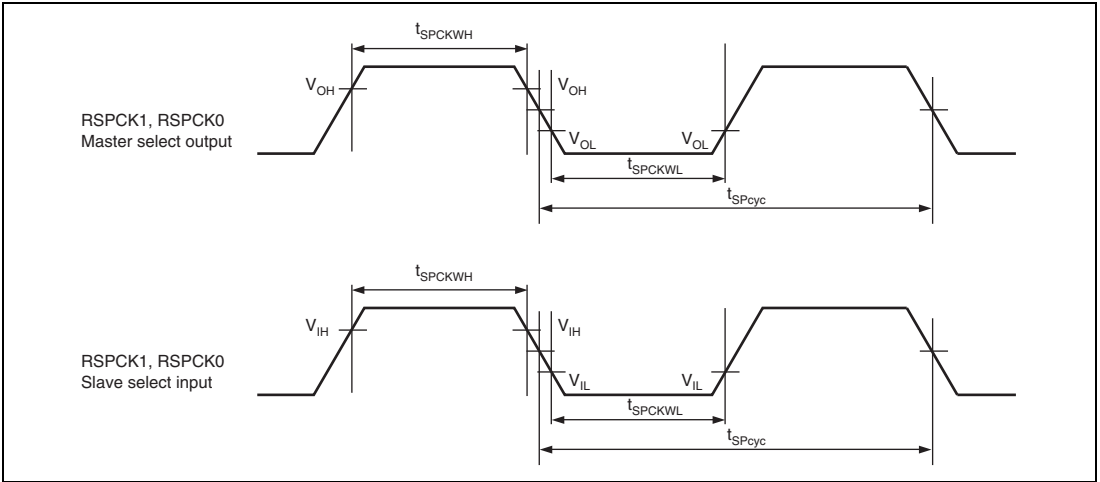 tSPCKWH
VOH
VOH
RSPCK1, RSPCK0
Master select output
VOL
VOL
tSPCKWL
tSPcyc
tSPCKWH
VIH
VIH
RSPCK1, RSPCK0
Slave select input
VIL
VIL
tSPCKWL
tSPcyc